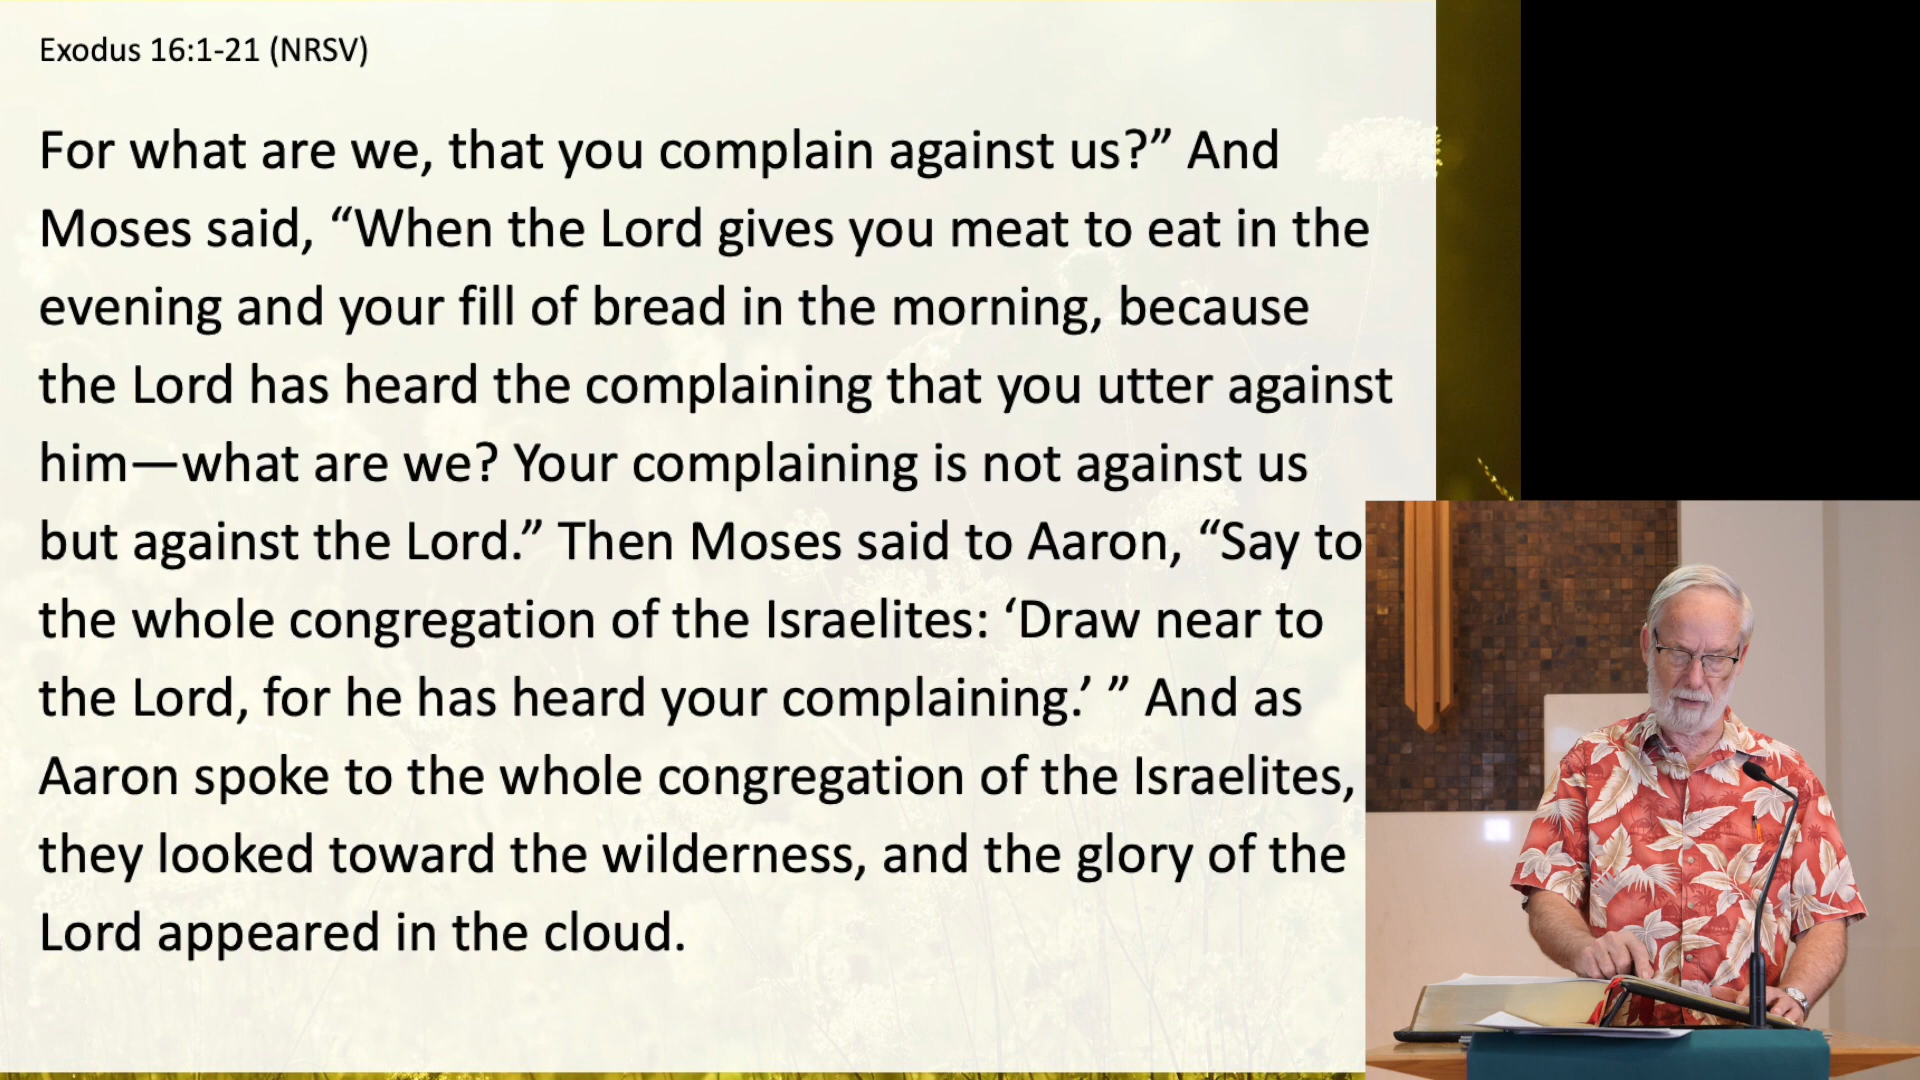 Exodus 16:1-21 (NRSV)
For what are we, that you complain against us?” And
Moses said, “When the Lord gives you meat to eat in the
evening and your fill of bread in the morning, because
the Lord has heard the complaining that you utter against
him—what are we? Your complaining is not against us
but against the Lord.” Then Moses said to Aaron, “Say to
the whole congregation of the Israelites: ‘Draw near to
the Lord, for he has heard your complaining.’ ” And as
Aaron spoke to the whole congregation of the Israelites,
they looked toward the wilderness, and the glory of the
Lord appeared in the cloud.